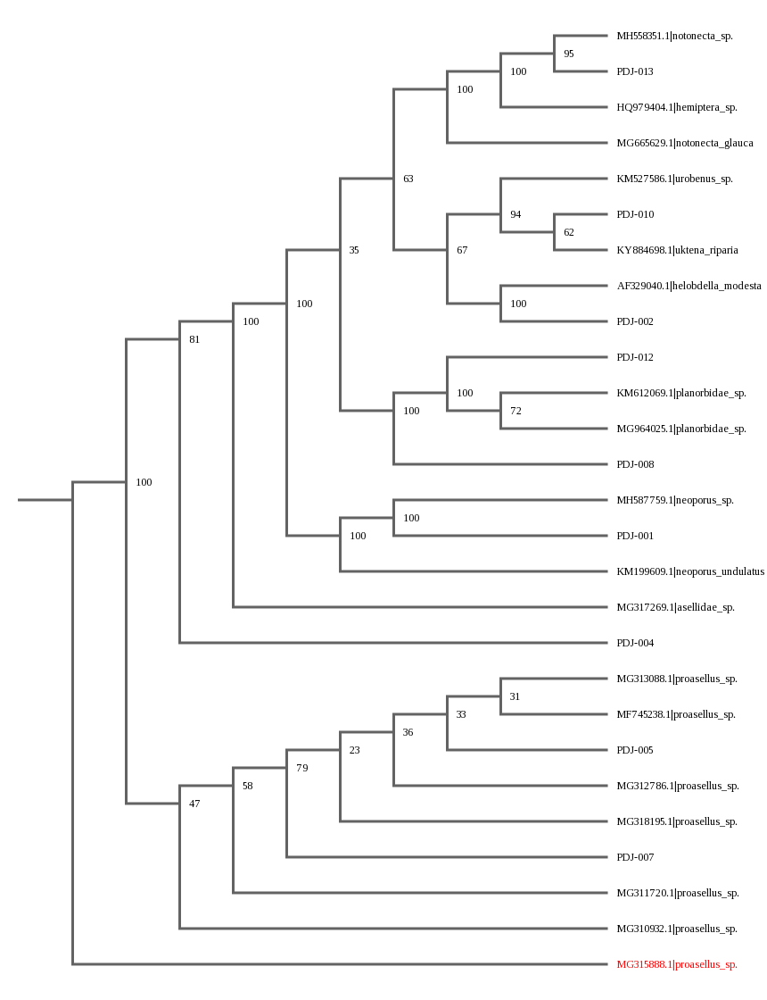 MH558351.1|notonecta_sp.
95
PDJ-013
100
100
HQ979404.1|hemiptera_sp.
MG665629.1|notonecta_glauca
63
KM527586.1|urobenus_sp.
94
PDJ-010
62
67
35
KY884698.1|uktena_riparia
AF329040.1|helobdella_modesta
100
100
100
81
PDJ-002
PDJ-012
100
KM612069.1|planorbidae_sp.
100
72
MG964025.1|planorbidae_sp.
PDJ-008
100
MH587759.1|neoporus_sp.
100
100
PDJ-001
KM199609.1|neoporus_undulatus
MG317269.1|asellidae_sp.
PDJ-004
MG313088.1|proasellus_sp.
31
33
MF745238.1|proasellus_sp.
36
23
PDJ-005
79
58
MG312786.1|proasellus_sp.
47
MG318195.1|proasellus_sp.
PDJ-007
MG311720.1|proasellus_sp.
MG310932.1|proasellus_sp.
MG315888.1|proasellus_sp.